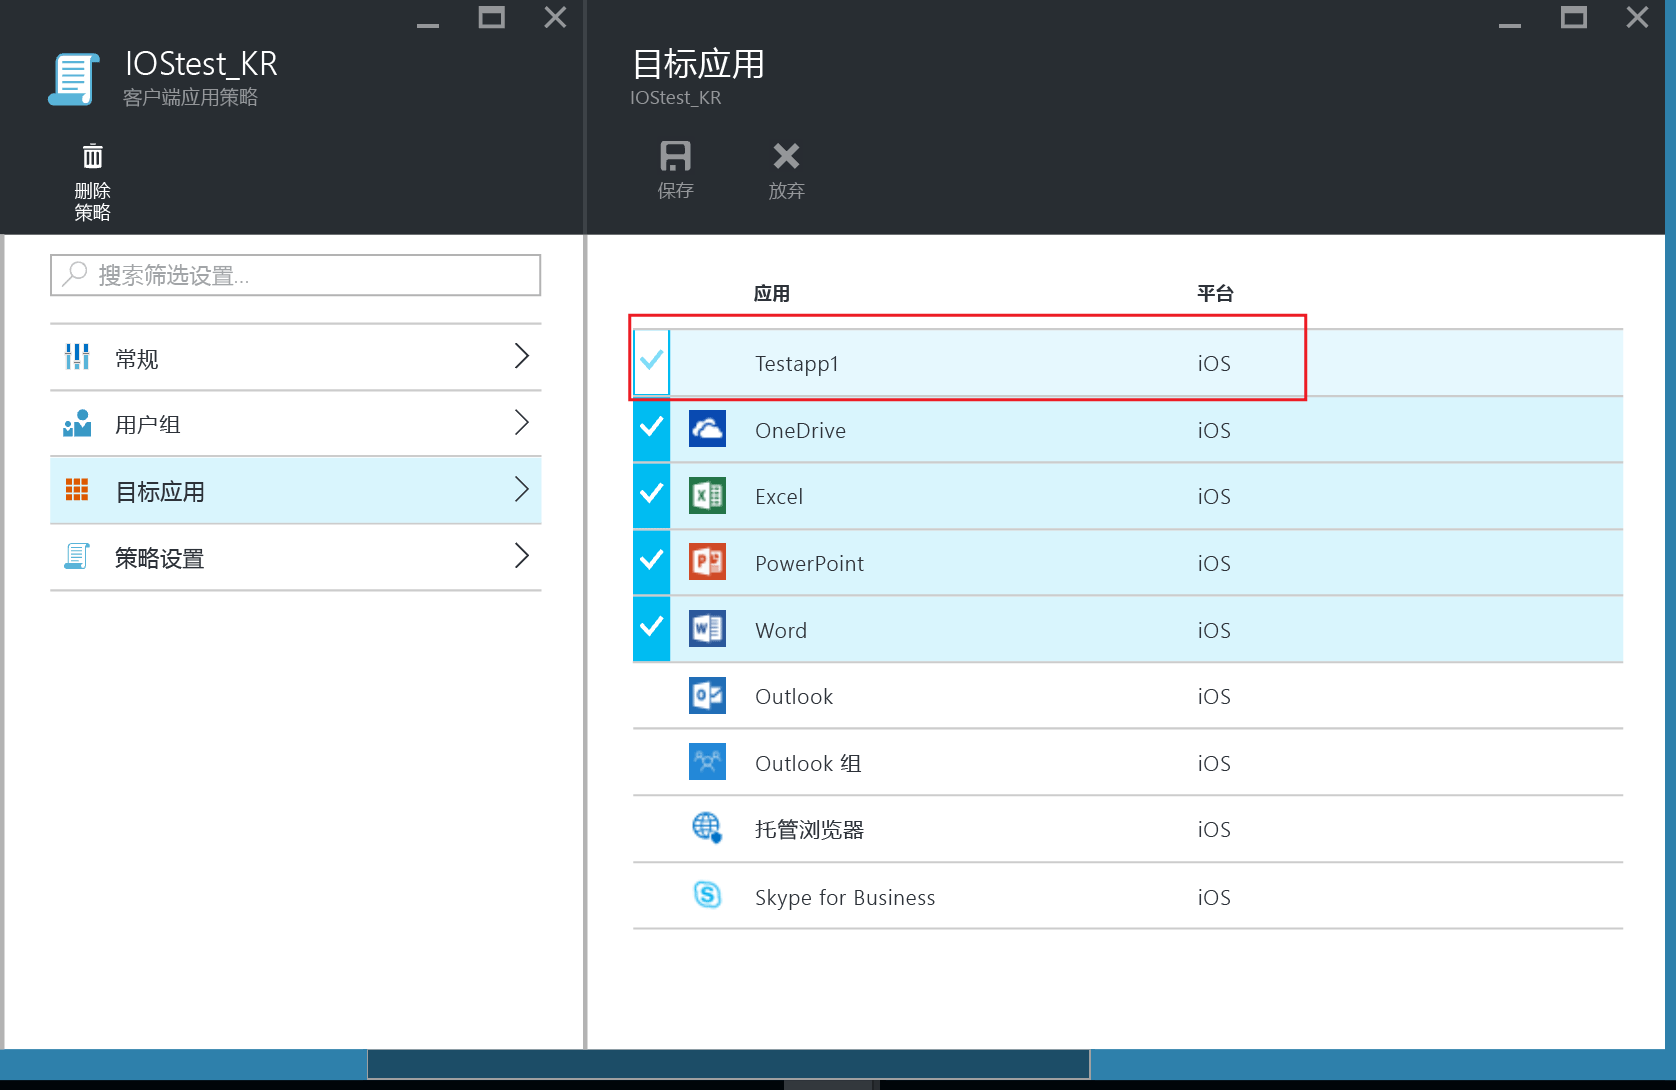 IOStest_KR
客户端应用策略
删除
策略
搜索筛选设置...
常规
用户组
目标应用
策略设置
目标应用
IOStest_KR
保存
放弃
应用 平台
Testapp1 iOS
OneDrive iOS
Excel iOS
PowerPoint iOS
Word iOS
Outlook iOS
Outlook 组 iOS
托管浏览器 iOS
Skype for Business iOS